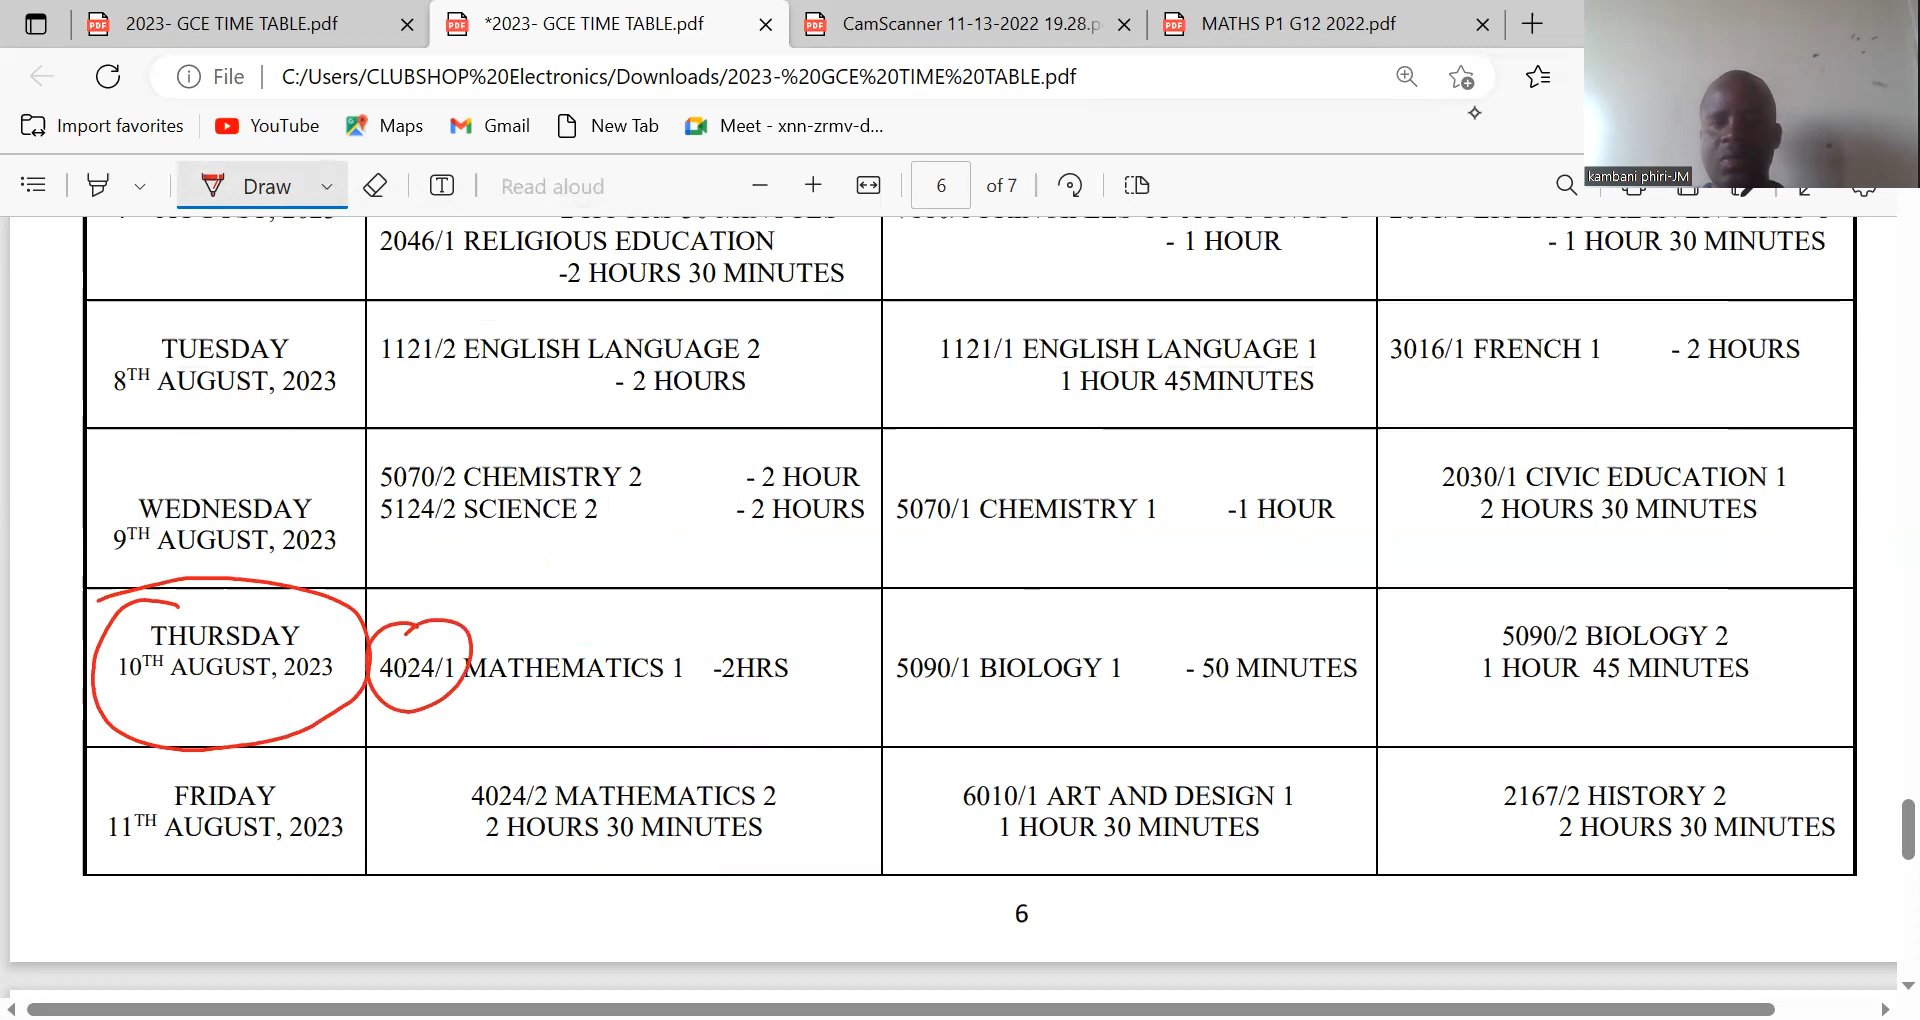 2023- GCE TIME TABLE.pdf
*2023- GCE TIME TABLE.pdf
CamScanner 11-13-2022 19.28.p
MATHS P1 G12 2022.pdf
File
C:/Users/CLUBSHOP%20Electronics/Downloads/2023-%20GCE%20TIME%20TABLE.pdf
Import favorites
YouTube
Maps
Gmail
New Tab
Meet - xnn-zrmv-d...
kambani phiri-JM
Draw
Read aloud
6
of 7
2046/1 RELIGIOUS EDUCATION
-2 HOURS 30 MINUTES
- 1 HOUR
- 1 HOUR 30 MINUTES
TUESDAY
8TH AUGUST, 2023
1121/2 ENGLISH LANGUAGE 2
- 2 HOURS
1121/1 ENGLISH LANGUAGE 1
1 HOUR 45MINUTES
3016/1 FRENCH 1 - 2 HOURS
WEDNESDAY
9TH AUGUST, 2023
5070/2 CHEMISTRY 2 - 2 HOUR
5124/2 SCIENCE 2 - 2 HOURS
5070/1 CHEMISTRY 1 -1 HOUR
2030/1 CIVIC EDUCATION 1
2 HOURS 30 MINUTES
THURSDAY
10TH AUGUST, 2023
4024/1 MATHEMATICS 1 -2HRS
5090/1 BIOLOGY 1 - 50 MINUTES
5090/2 BIOLOGY 2
1 HOUR 45 MINUTES
FRIDAY
11TH AUGUST, 2023
4024/2 MATHEMATICS 2
2 HOURS 30 MINUTES
6010/1 ART AND DESIGN 1
1 HOUR 30 MINUTES
2167/2 HISTORY 2
2 HOURS 30 MINUTES
6